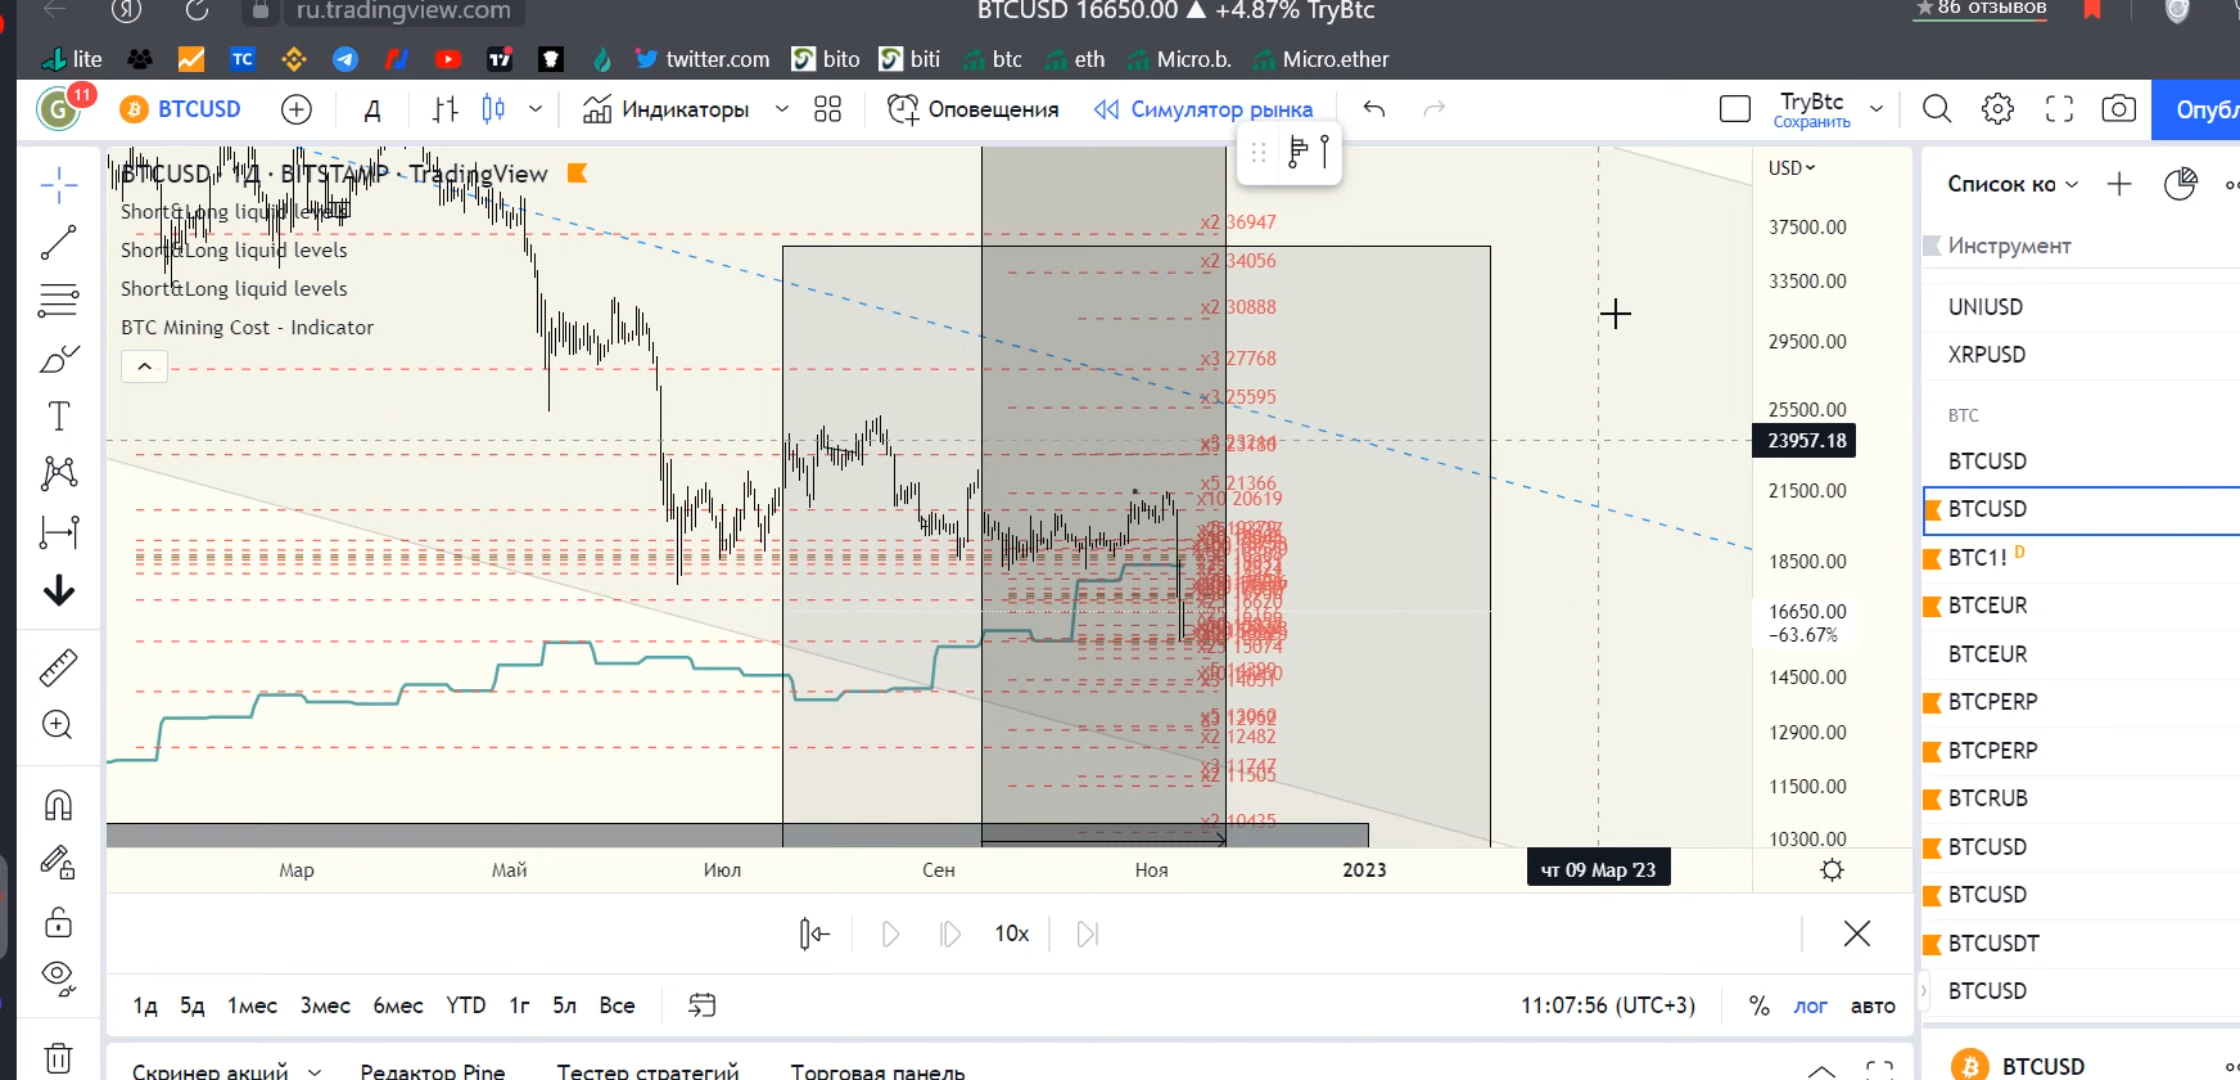 ru.tradingview.com
BTCUSD 16650.00 ▲ +4.87% TryBtc
★86 отзывов
lite
TC
twitter.com
bito
biti
btc
eth
Micro.b.
Micro.ether
G
11
BTCUSD
Д
Индикаторы
Оповещения
Симулятор рынка
TryBtc
Сохранить
Опубл
BTCUSD · 1Д · BITSTAMP · TradingView
Short&Long liquid levels
Short&Long liquid levels
Short&Long liquid levels
BTC Mining Cost - Indicator
x2 36947
x2 34056
x2 30888
x3 27768
x3 25595
x5 21366
x10 20619
x25 15074
x2 12482
x3 11747
x2 11505
x2 10435
USD
37500.00
33500.00
29500.00
25500.00
23957.18
21500.00
18500.00
16650.00
−63.67%
14500.00
12900.00
11500.00
10300.00
Мар
Май
Июл
Сен
Ноя
2023
чт 09 Мар '23
10x
1д
5д
1мес
3мес
6мес
YTD
1г
5л
Все
11:07:56 (UTC+3)
%
лог
авто
Скринер акций
Редактор Pine
Тестер стратегий
Торговая панель
Список ко
Инструмент
UNIUSD
XRPUSD
BTC
BTCUSD
BTCUSD
BTC1! D
BTCEUR
BTCEUR
BTCPERP
BTCPERP
BTCRUB
BTCUSD
BTCUSD
BTCUSDT
BTCUSD
BTCUSD